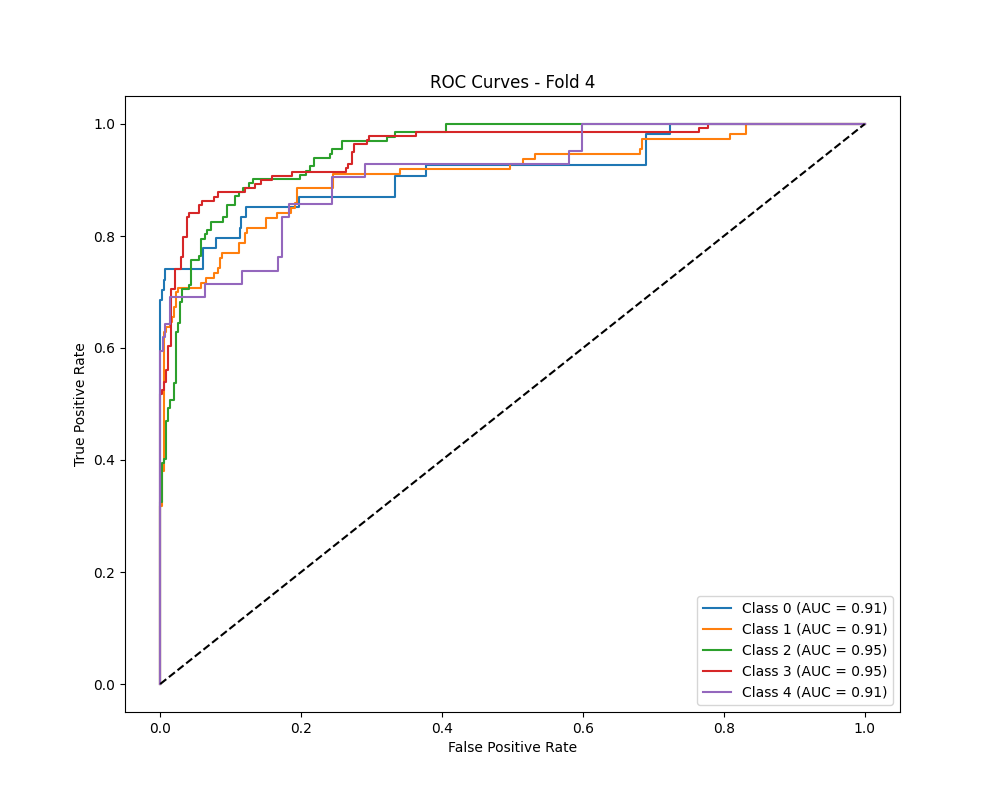 ROC Curves - Fold 4
True Positive Rate
1.0
0.8
0.6
0.4
0.2
0.0
0.0 0.2 0.4 0.6 0.8 1.0
False Positive Rate
Class 0 (AUC = 0.91)
Class 1 (AUC = 0.91)
Class 2 (AUC = 0.95)
Class 3 (AUC = 0.95)
Class 4 (AUC = 0.91)